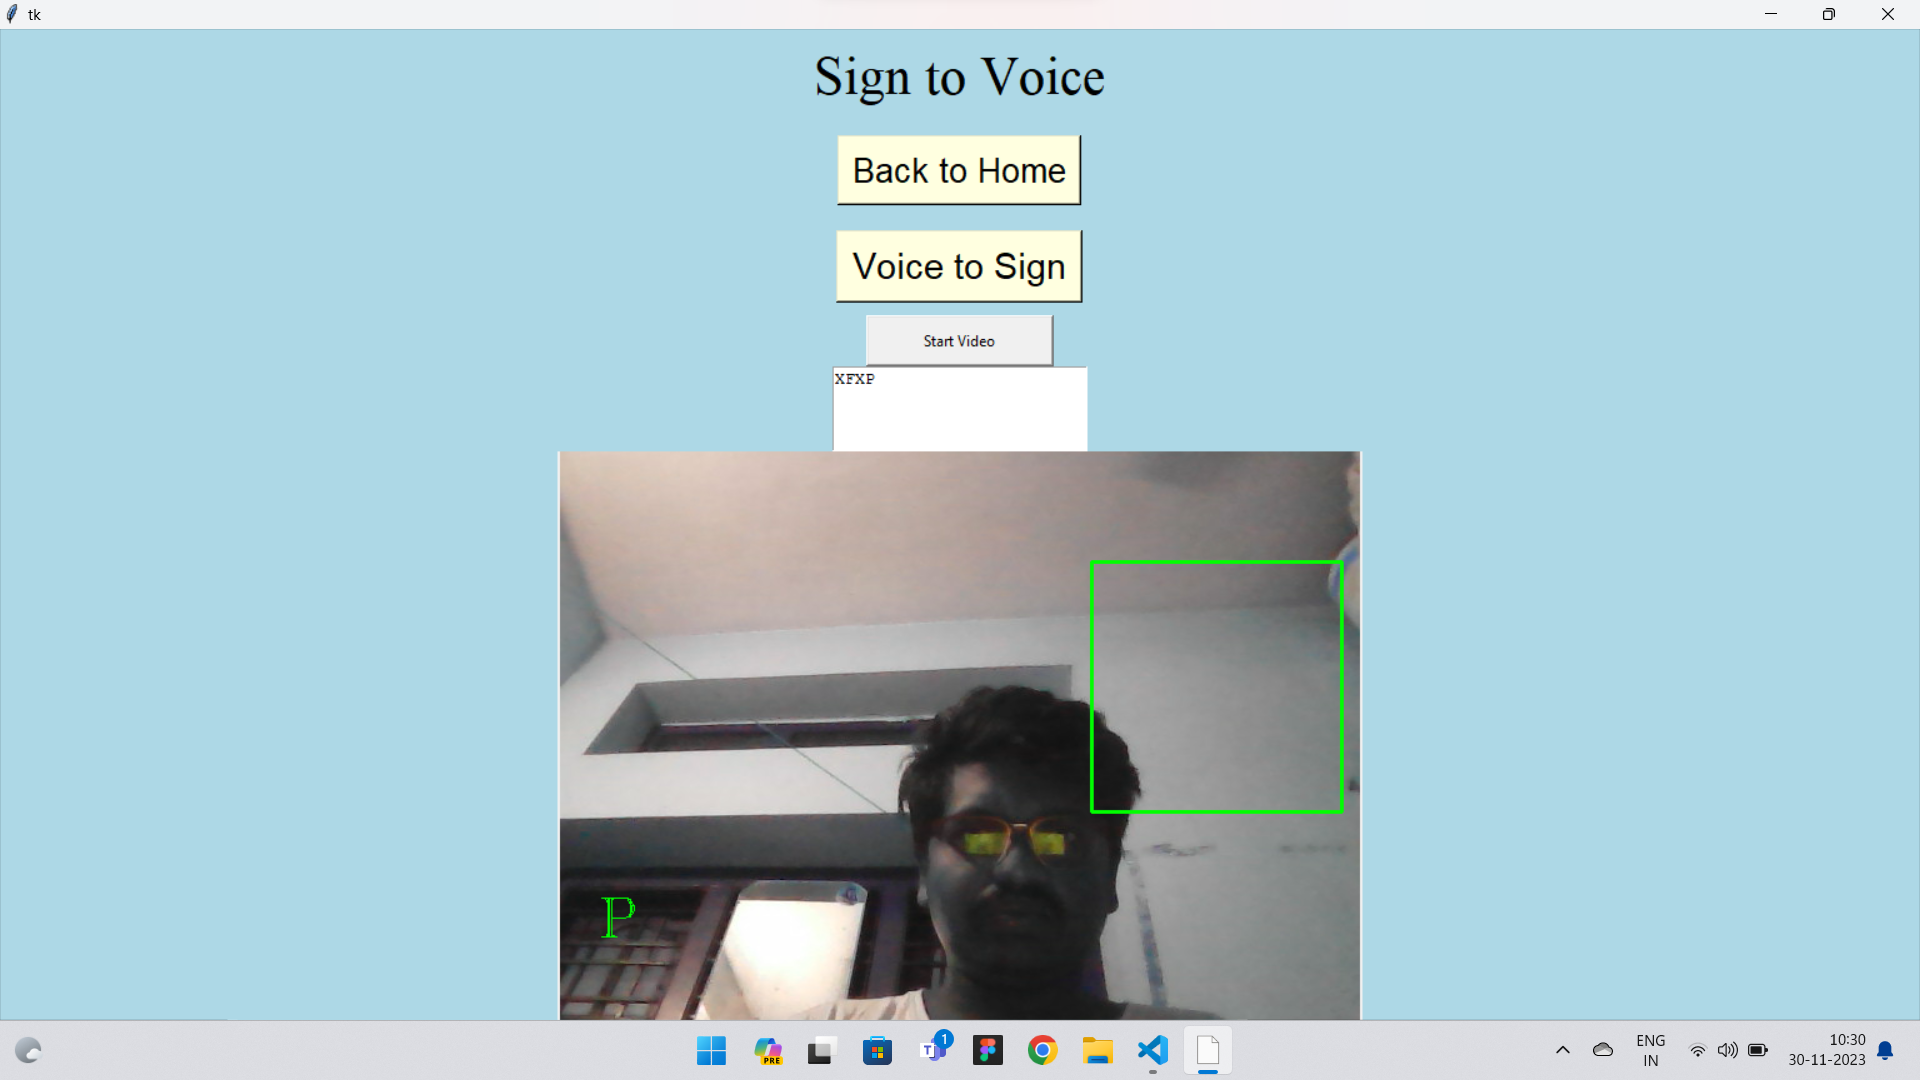 tk
Sign to Voice
Back to Home
Voice to Sign
Start Video
XFXP
P
PRE
T
1
ENG
IN
10:30
30-11-2023